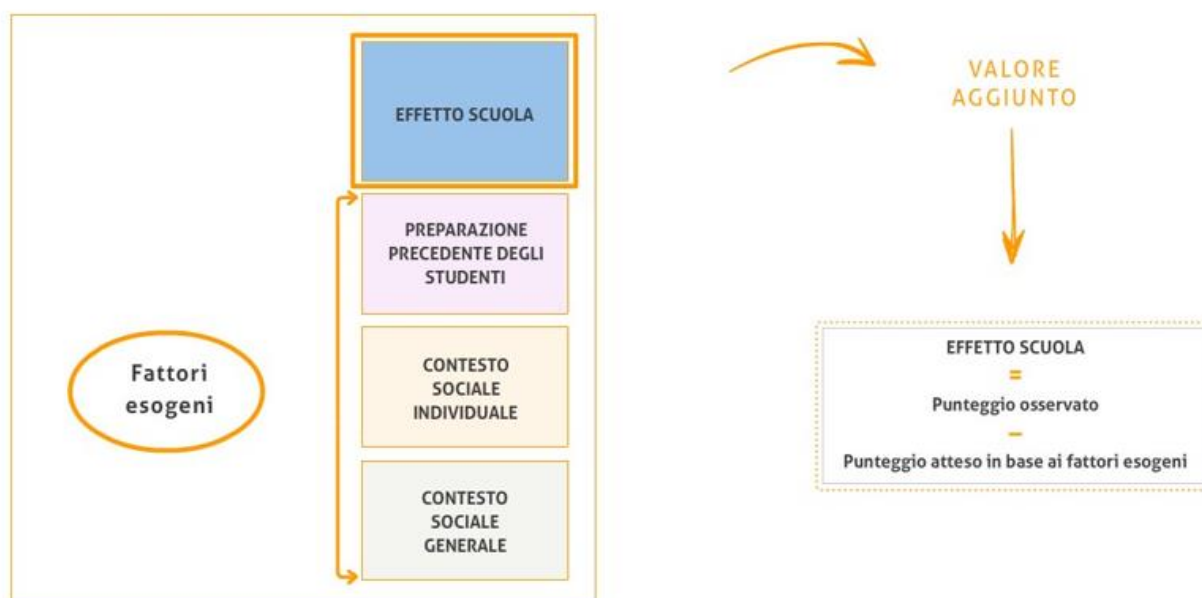 EFFETTO SCUOLA
PREPARAZIONE
PRECEDENTE DEGLI
STUDENTI
Fattori
esogeni
CONTESTO
SOCIALE
INDIVIDUALE
CONTESTO
SOCIALE
GENERALE
VALORE
AGGIUNTO
EFFETTO SCUOLA
=
Punteggio osservato
–
Punteggio atteso in base ai fattori esogeni